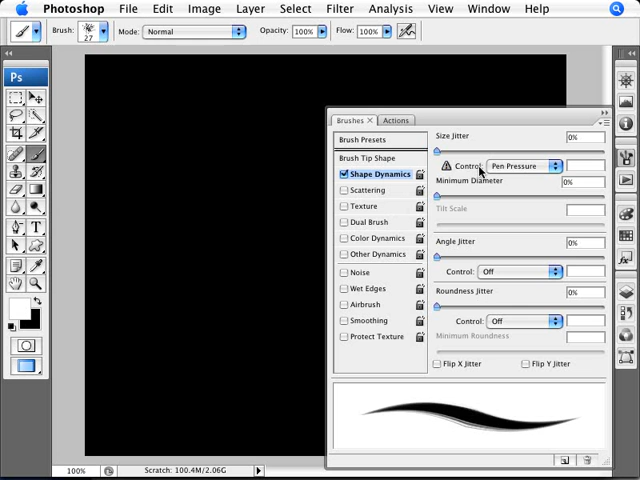 Photoshop File Edit Image Layer Select Filter Analysis View Window Help
Brush: 27 Mode: Normal Opacity: 100% Flow: 100%
Ps
Brushes × Actions
Brush Presets
Brush Tip Shape
Shape Dynamics
Scattering
Texture
Dual Brush
Color Dynamics
Other Dynamics
Noise
Wet Edges
Airbrush
Smoothing
Protect Texture
Size Jitter 0%
Control: Pen Pressure
Minimum Diameter 0%
Tilt Scale
Angle Jitter 0%
Control: Off
Roundness Jitter 0%
Control: Off
Minimum Roundness
Flip X Jitter Flip Y Jitter
100% Scratch: 100.4M/2.06G